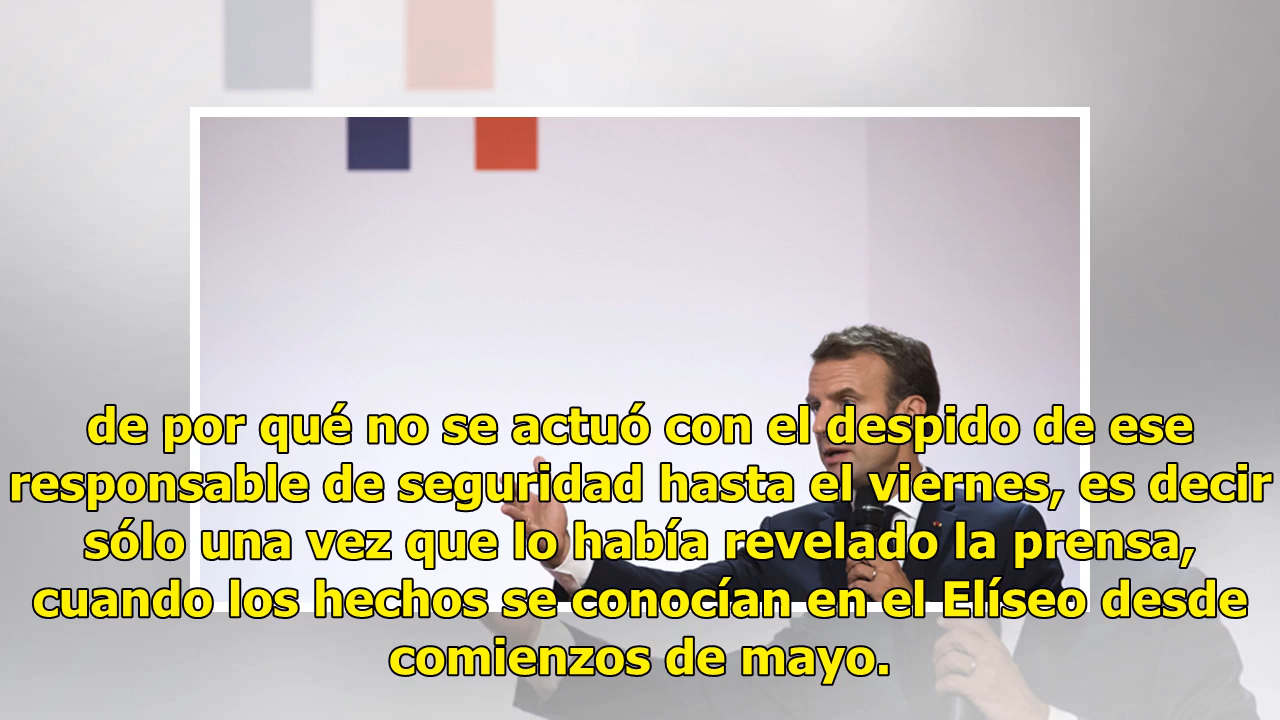 de por qué no se actuó con el despido de ese
responsable de seguridad hasta el viernes, es decir
sólo una vez que lo había revelado la prensa,
cuando los hechos se conocían en el Elíseo desde
comienzos de mayo.